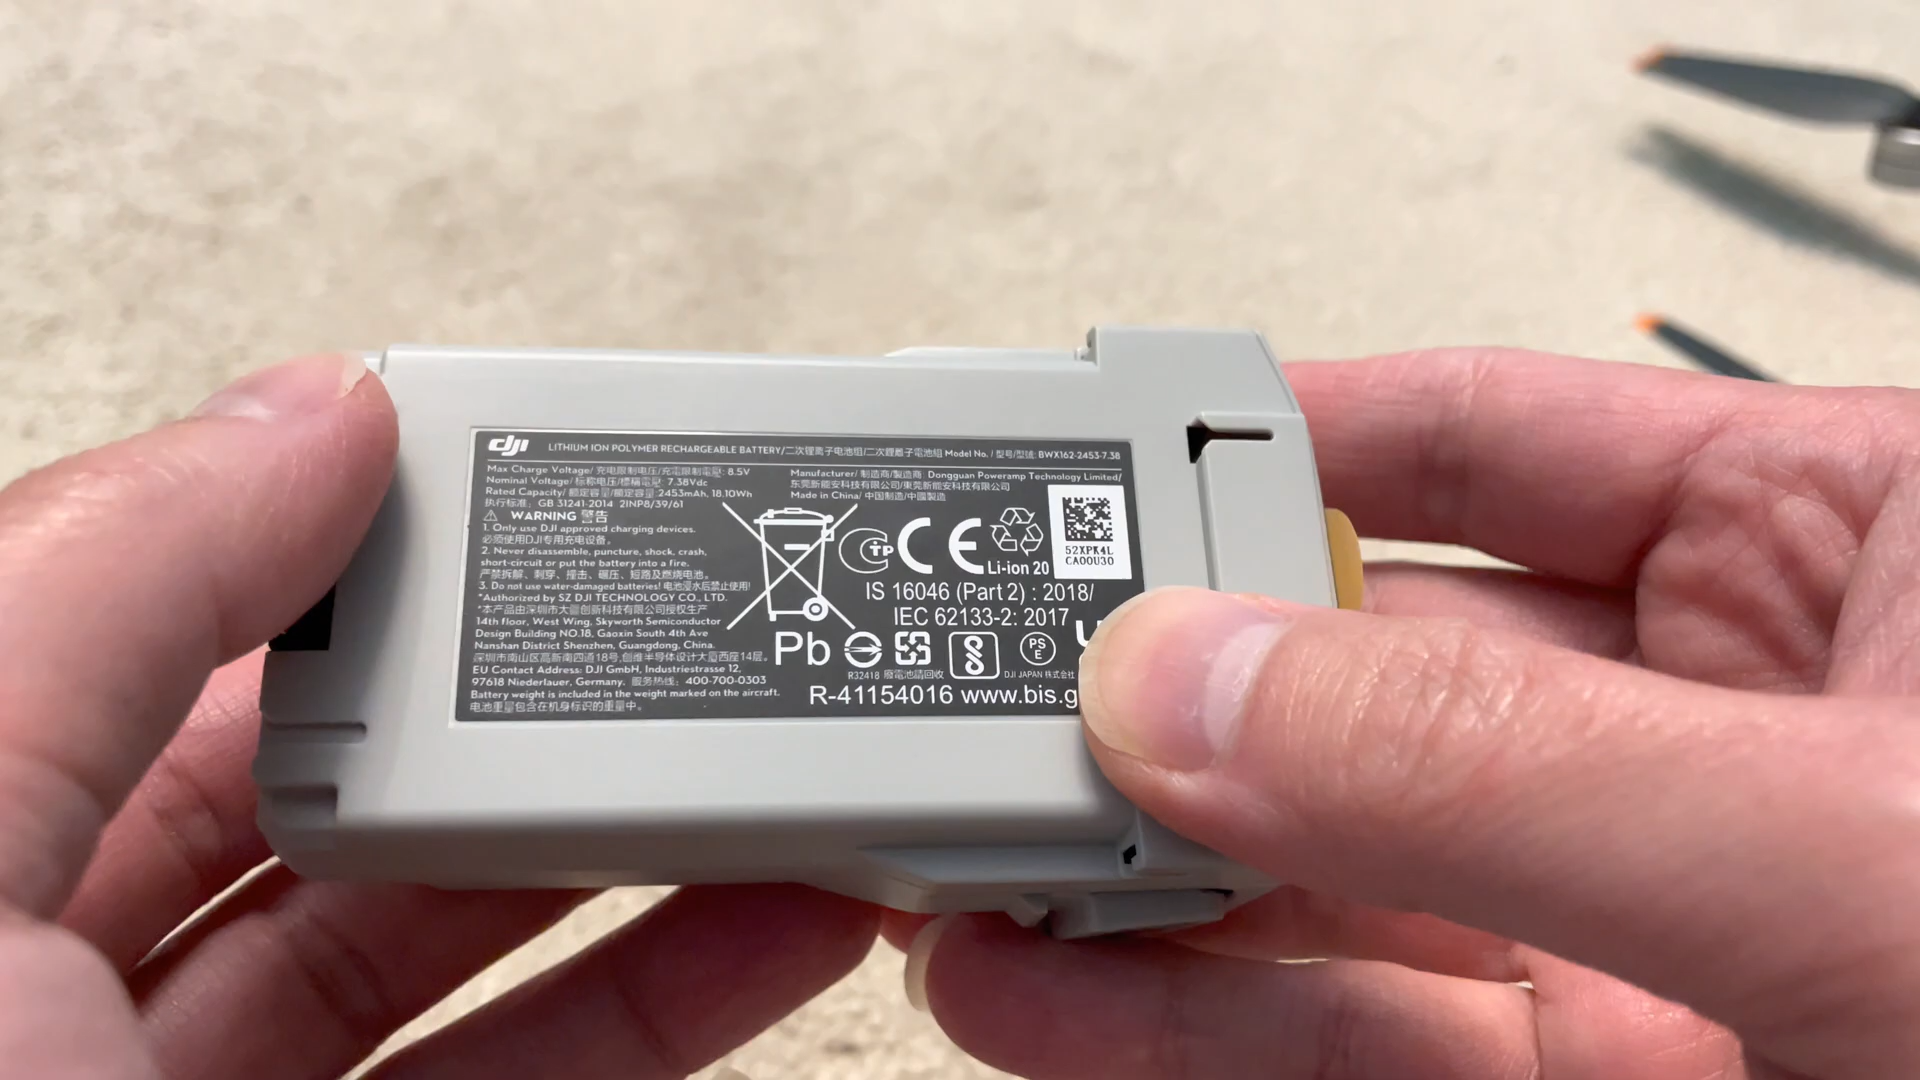 dji LITHIUM ION POLYMER RECHARGEABLE BATTERY/二次锂离子电池组/二次鋰離子電池組 Model No. / 型号/型號: BWX162-2453-7.38
Max Charge Voltage/ 充电限制电压/充電限制電壓: 8.5V
Nominal Voltage/ 标称电压/標稱電壓: 7.38Vdc
Rated Capacity/ 额定容量/額定容量: 2453mAh, 18.10Wh
执行标准: GB 31241-2014 2INP8/39/61
WARNING 警告
1. Only use DJI approved charging devices.
必须使用DJI专用充电设备。
2. Never disassemble, puncture, shock, crash,
short-circuit or put the battery into a fire.
严禁拆解、刺穿、撞击、碾压、短路及燃烧电池。
3. Do not use water-damaged batteries! 电池浸水后禁止使用!
*Authorized by SZ DJI TECHNOLOGY CO., LTD.
*本产品由深圳市大疆创新科技有限公司授权生产
14th floor, West Wing, Skyworth Semiconductor
Design Building NO.18, Gaoxin South 4th Ave
Nanshan District Shenzhen, Guangdong, China.
深圳市南山区高新南四道18号,创维半导体设计大厦西座14层。
EU Contact Address: DJI GmbH, Industriestrasse 12,
97618 Niederlauer, Germany. 服务热线: 400-700-0303
Battery weight is included in the weight marked on the aircraft.
电池重量包含在机身标识的重量中。
Manufacturer/ 制造商/製造商: Dongguan Poweramp Technology Limited/
东莞新能安科技有限公司/東莞新能安科技有限公司
Made in China/ 中国制造/中國製造
CTP CE Li-ion 20
52XPK4L
CA00U30
IS 16046 (Part 2) : 2018/
IEC 62133-2: 2017
Pb
PS
E
R32418 廢電池請回收
DJI JAPAN 株式会社
R-41154016 www.bis.g